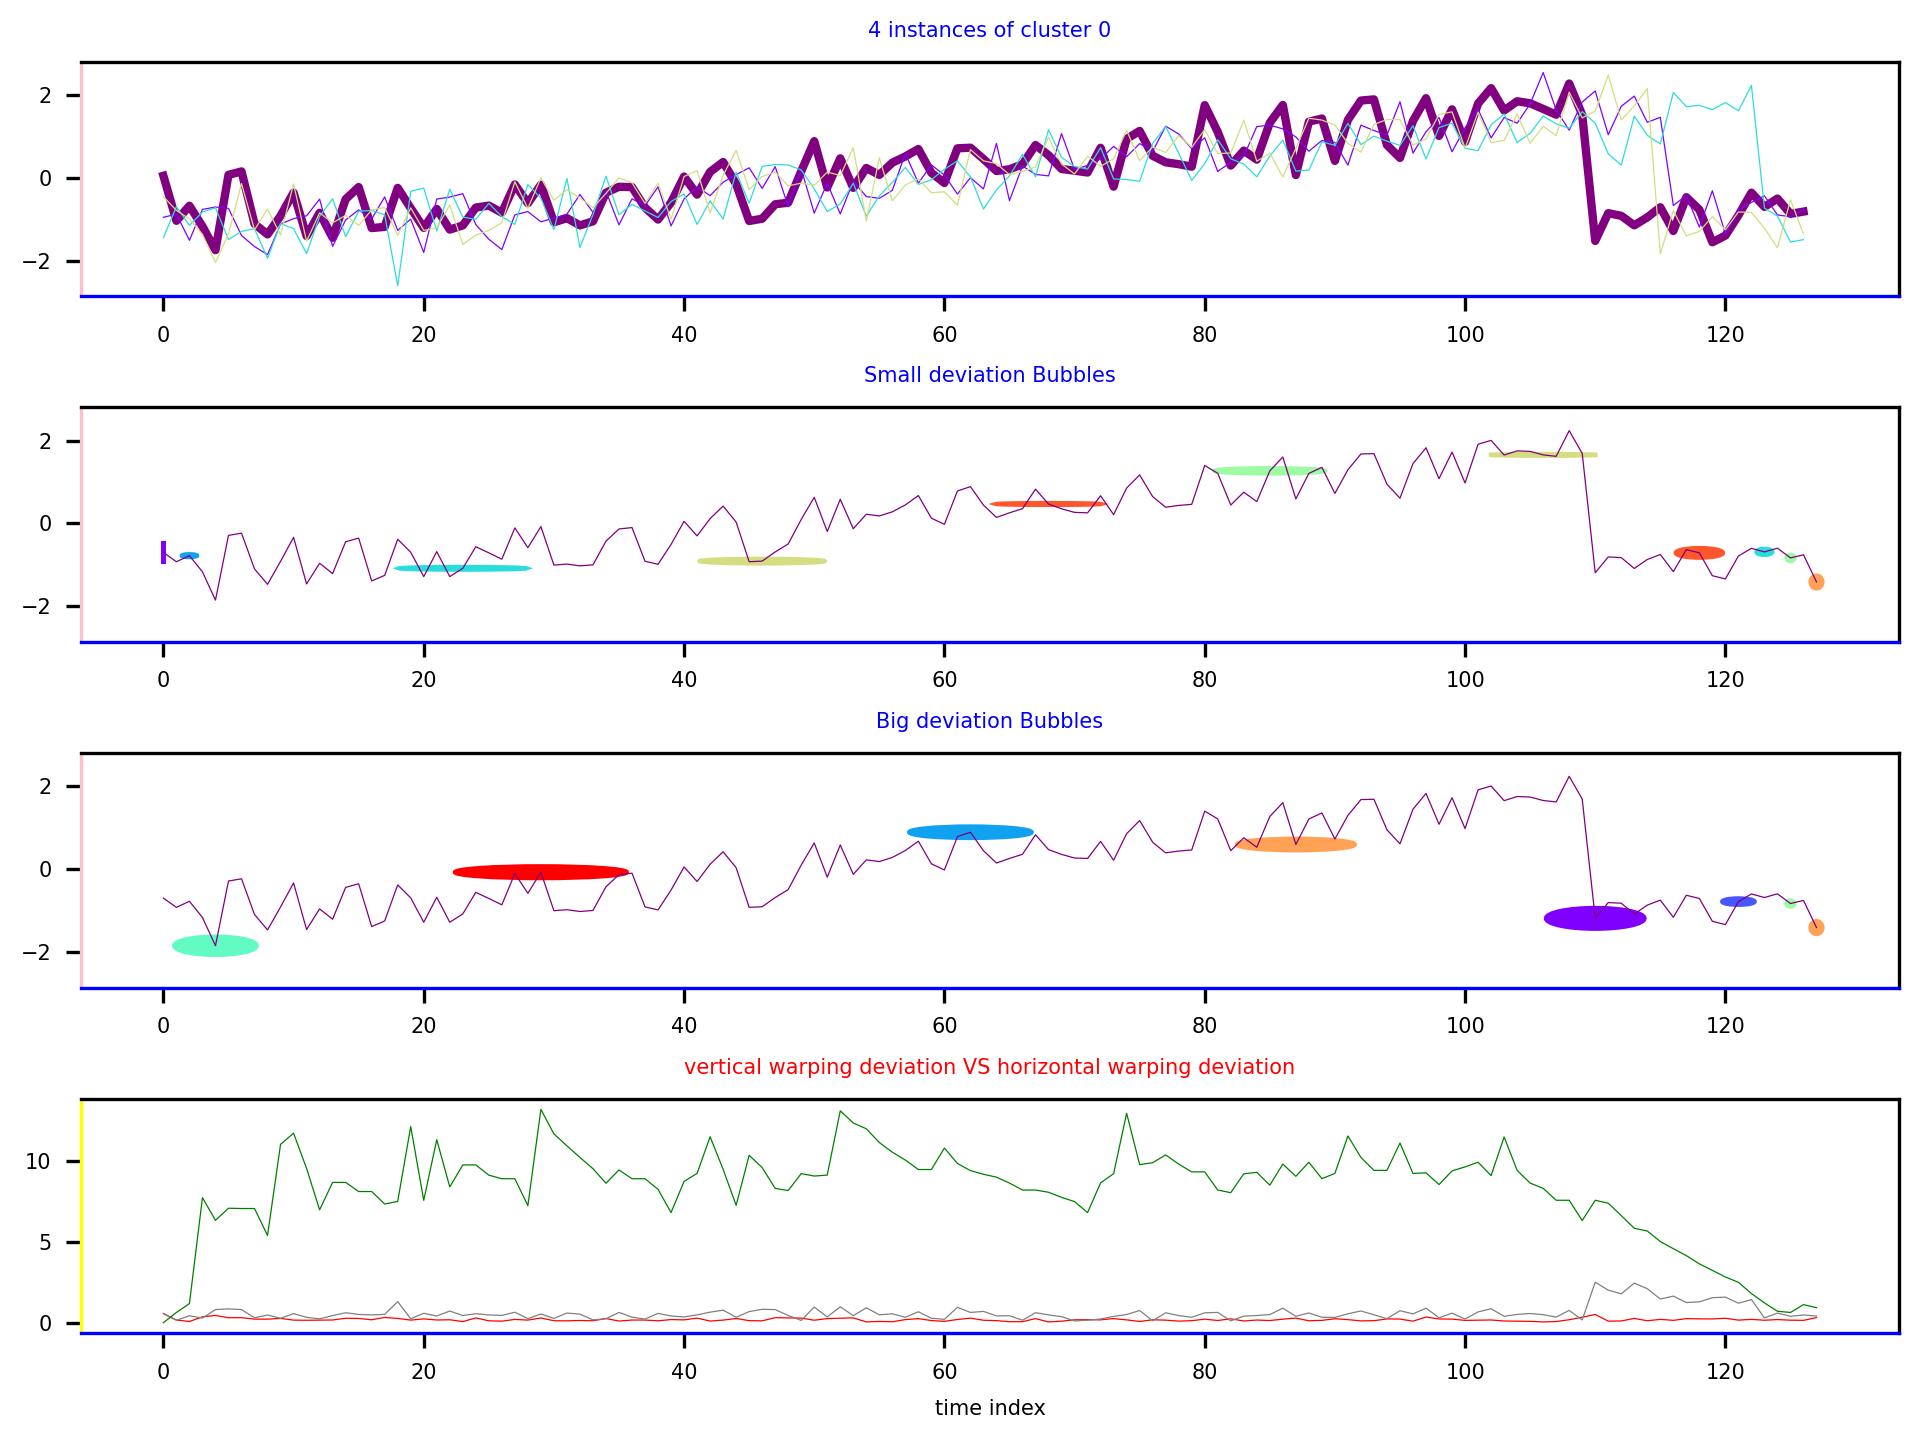 4 instances of cluster 0
2
0
−2
0 20 40 60 80 100 120
Small deviation Bubbles
2
0
−2
0 20 40 60 80 100 120
Big deviation Bubbles
2
0
−2
0 20 40 60 80 100 120
vertical warping deviation VS horizontal warping deviation
10
5
0
0 20 40 60 80 100 120
time index